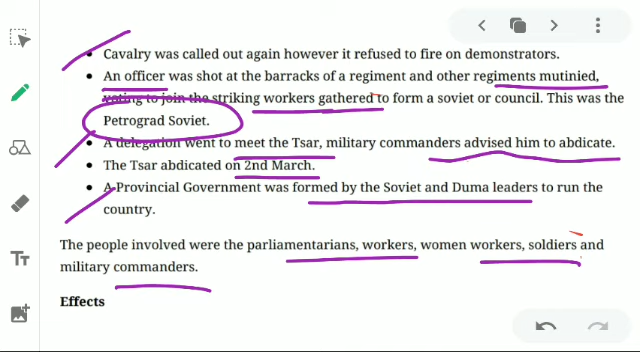 Cavalry was called out again however it refused to fire on demonstrators.
An officer was shot at the barracks of a regiment and other regiments mutinied,
voting to join the striking workers gathered to form a soviet or council. This was the
Petrograd Soviet.
A delegation went to meet the Tsar, military commanders advised him to abdicate.
The Tsar abdicated on 2nd March.
A Provincial Government was formed by the Soviet and Duma leaders to run the
country.
The people involved were the parliamentarians, workers, women workers, soldiers and
military commanders.
Effects
Tт